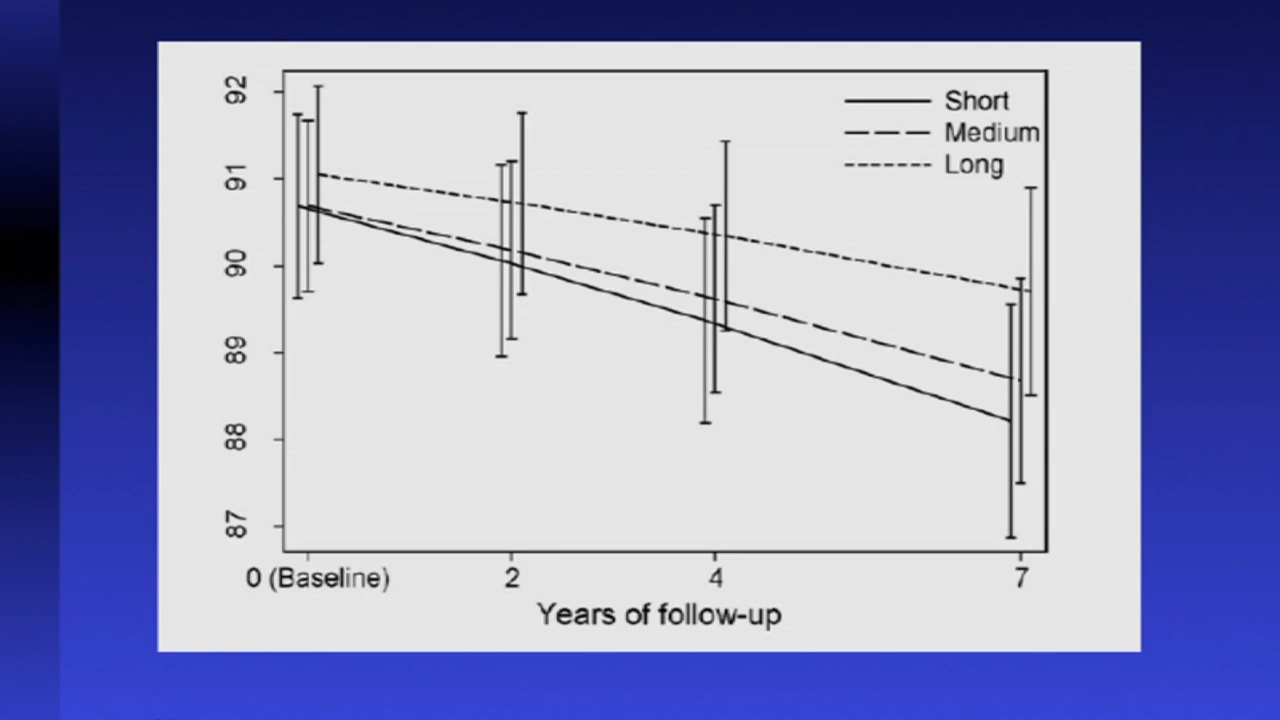 92
91
90
89
88
87
Short
Medium
Long
0 (Baseline) 2 4 7
Years of follow-up